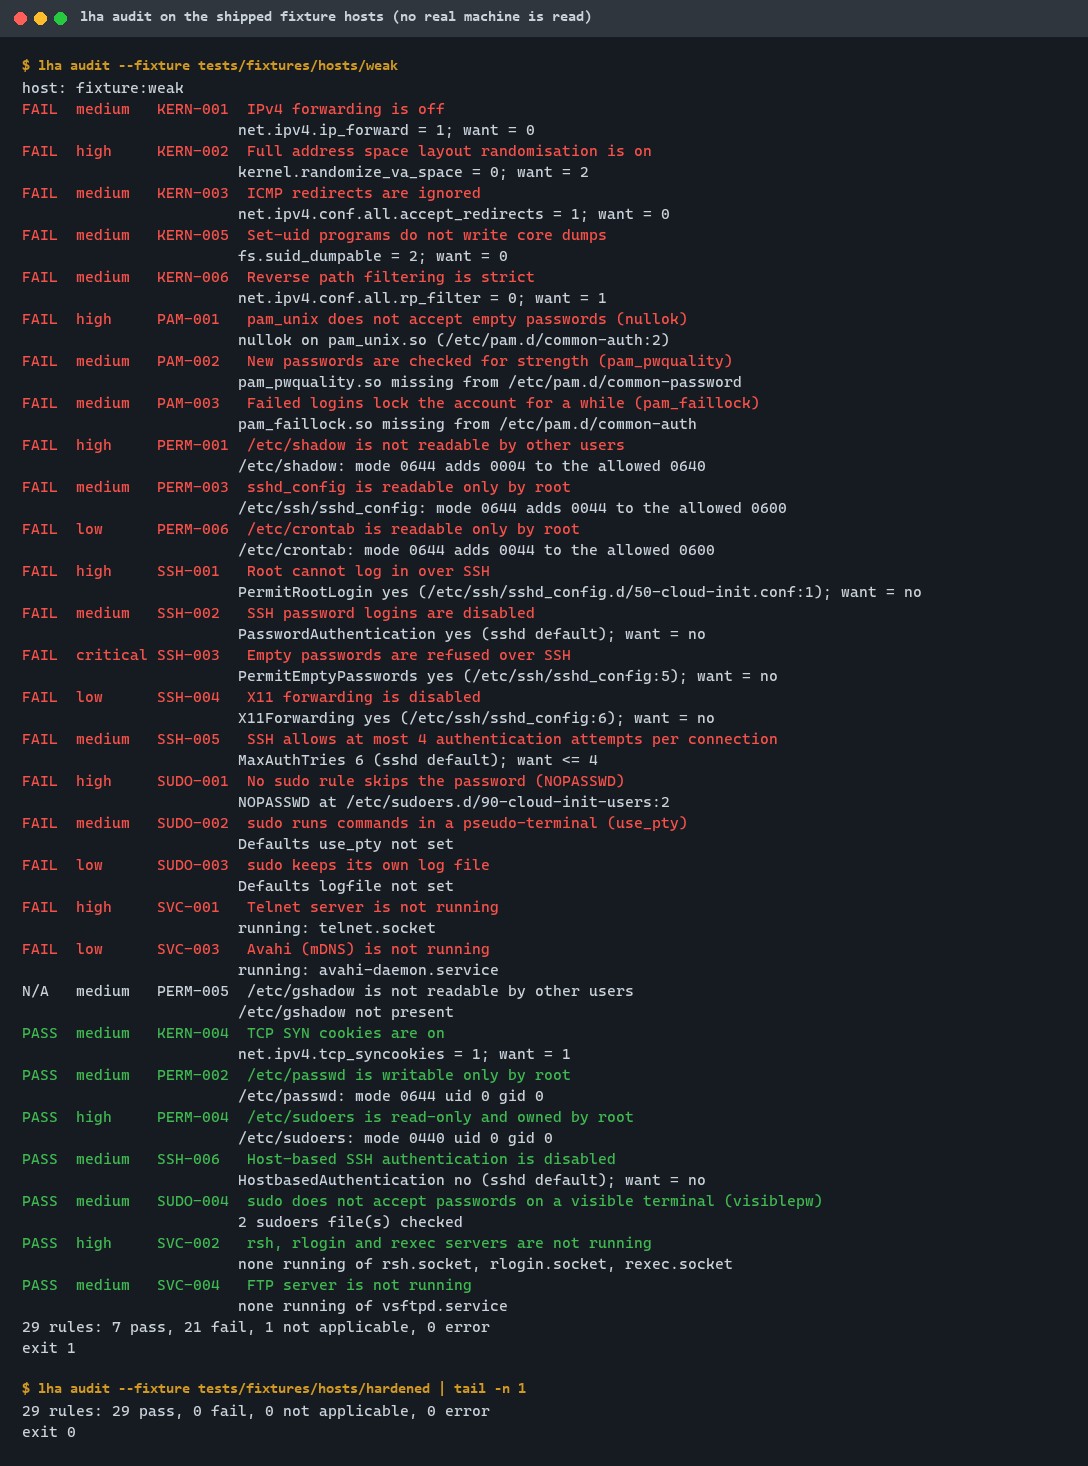 lha audit on the shipped fixture hosts (no real machine is read)
$ lha audit --fixture tests/fixtures/hosts/weak
host: fixture:weak
FAIL  medium   KERN-001  IPv4 forwarding is off
net.ipv4.ip_forward = 1; want = 0
FAIL  high     KERN-002  Full address space layout randomisation is on
kernel.randomize_va_space = 0; want = 2
FAIL  medium   KERN-003  ICMP redirects are ignored
net.ipv4.conf.all.accept_redirects = 1; want = 0
FAIL  medium   KERN-005  Set-uid programs do not write core dumps
fs.suid_dumpable = 2; want = 0
FAIL  medium   KERN-006  Reverse path filtering is strict
net.ipv4.conf.all.rp_filter = 0; want = 1
FAIL  high     PAM-001   pam_unix does not accept empty passwords (nullok)
nullok on pam_unix.so (/etc/pam.d/common-auth:2)
FAIL  medium   PAM-002   New passwords are checked for strength (pam_pwquality)
pam_pwquality.so missing from /etc/pam.d/common-password
FAIL  medium   PAM-003   Failed logins lock the account for a while (pam_faillock)
pam_faillock.so missing from /etc/pam.d/common-auth
FAIL  high     PERM-001  /etc/shadow is not readable by other users
/etc/shadow: mode 0644 adds 0004 to the allowed 0640
FAIL  medium   PERM-003  sshd_config is readable only by root
/etc/ssh/sshd_config: mode 0644 adds 0044 to the allowed 0600
FAIL  low      PERM-006  /etc/crontab is readable only by root
/etc/crontab: mode 0644 adds 0044 to the allowed 0600
FAIL  high     SSH-001   Root cannot log in over SSH
PermitRootLogin yes (/etc/ssh/sshd_config.d/50-cloud-init.conf:1); want = no
FAIL  medium   SSH-002   SSH password logins are disabled
PasswordAuthentication yes (sshd default); want = no
FAIL  critical SSH-003   Empty passwords are refused over SSH
PermitEmptyPasswords yes (/etc/ssh/sshd_config:5); want = no
FAIL  low      SSH-004   X11 forwarding is disabled
X11Forwarding yes (/etc/ssh/sshd_config:6); want = no
FAIL  medium   SSH-005   SSH allows at most 4 authentication attempts per connection
MaxAuthTries 6 (sshd default); want <= 4
FAIL  high     SUDO-001  No sudo rule skips the password (NOPASSWD)
NOPASSWD at /etc/sudoers.d/90-cloud-init-users:2
FAIL  medium   SUDO-002  sudo runs commands in a pseudo-terminal (use_pty)
Defaults use_pty not set
FAIL  low      SUDO-003  sudo keeps its own log file
Defaults logfile not set
FAIL  high     SVC-001   Telnet server is not running
running: telnet.socket
FAIL  low      SVC-003   Avahi (mDNS) is not running
running: avahi-daemon.service
N/A   medium   PERM-005  /etc/gshadow is not readable by other users
/etc/gshadow not present
PASS  medium   KERN-004  TCP SYN cookies are on
net.ipv4.tcp_syncookies = 1; want = 1
PASS  medium   PERM-002  /etc/passwd is writable only by root
/etc/passwd: mode 0644 uid 0 gid 0
PASS  high     PERM-004  /etc/sudoers is read-only and owned by root
/etc/sudoers: mode 0440 uid 0 gid 0
PASS  medium   SSH-006   Host-based SSH authentication is disabled
HostbasedAuthentication no (sshd default); want = no
PASS  medium   SUDO-004  sudo does not accept passwords on a visible terminal (visiblepw)
2 sudoers file(s) checked
PASS  high     SVC-002   rsh, rlogin and rexec servers are not running
none running of rsh.socket, rlogin.socket, rexec.socket
PASS  medium   SVC-004   FTP server is not running
none running of vsftpd.service
29 rules: 7 pass, 21 fail, 1 not applicable, 0 error
exit 1
$ lha audit --fixture tests/fixtures/hosts/hardened | tail -n 1
29 rules: 29 pass, 0 fail, 0 not applicable, 0 error
exit 0